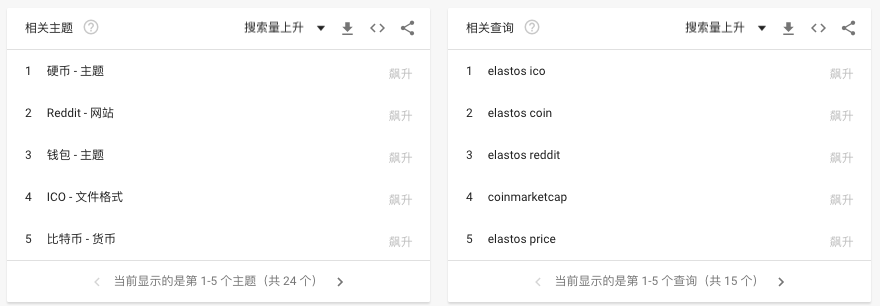 相关主题 ? 搜索量上升
1 硬币 - 主题 飙升
2 Reddit - 网站 飙升
3 钱包 - 主题 飙升
4 ICO - 文件格式 飙升
5 比特币 - 货币 飙升
当前显示的是第 1-5 个主题（共 24 个）
相关查询 ? 搜索量上升
1 elastos ico 飙升
2 elastos coin 飙升
3 elastos reddit 飙升
4 coinmarketcap 飙升
5 elastos price 飙升
当前显示的是第 1-5 个查询（共 15 个）